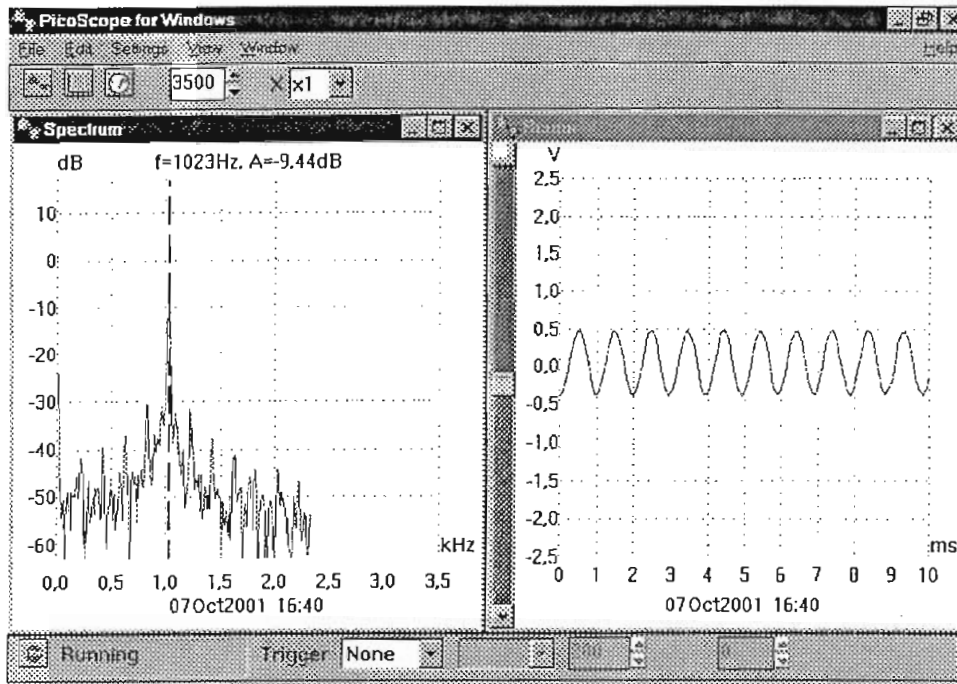 PicoScope for Windows
File Edit Settings View Window Help
3500 × x1
Spectrum
dB f=1023Hz, A=-9,44dB
10
0
-10
-20
-30
-40
-50
-60
kHz
0,0 0,5 1,0 1,5 2,0 2,5 3,0 3,5
07Oct2001 16:40
V
2,5
2,0
1,5
1,0
0,5
0,0
-0,5
-1,0
-1,5
-2,0
-2,5
ms
0 1 2 3 4 5 6 7 8 9 10
07Oct2001 16:40
Running Trigger None